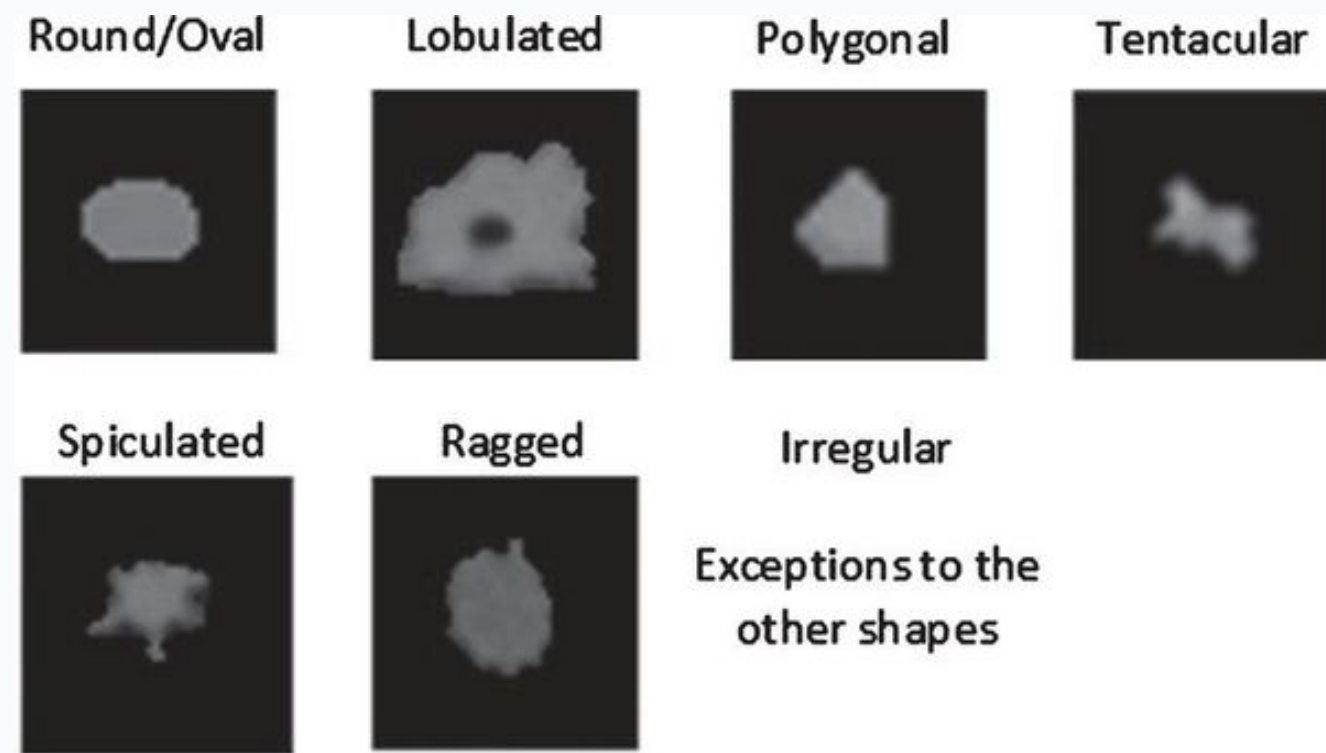 Round/Oval
Lobulated
Polygonal
Tentacular
Spiculated
Ragged
Irregular
Exceptions to the
other shapes